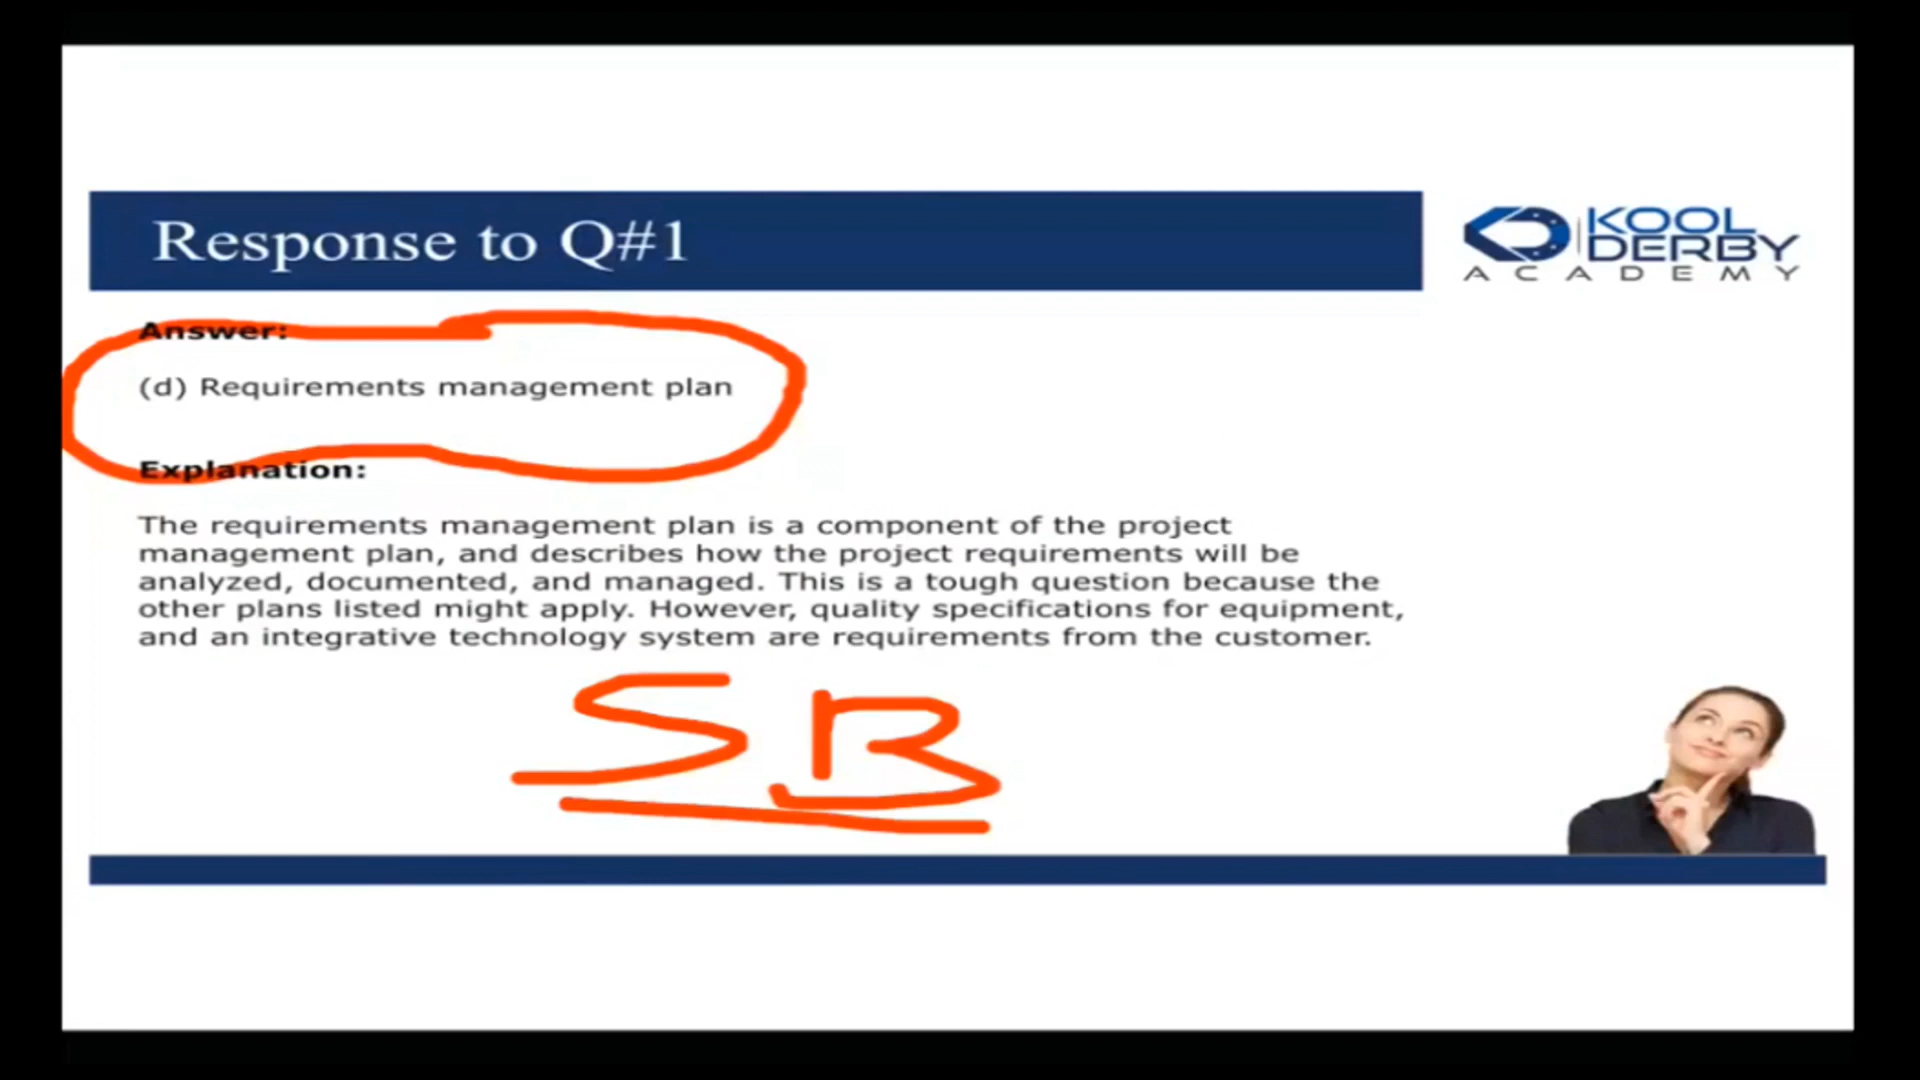 Response to Q#1
KOOL
DERBY
ACADEMY
Answer:
(d) Requirements management plan
Explanation:
The requirements management plan is a component of the project
management plan, and describes how the project requirements will be
analyzed, documented, and managed. This is a tough question because the
other plans listed might apply. However, quality specifications for equipment,
and an integrative technology system are requirements from the customer.
SB